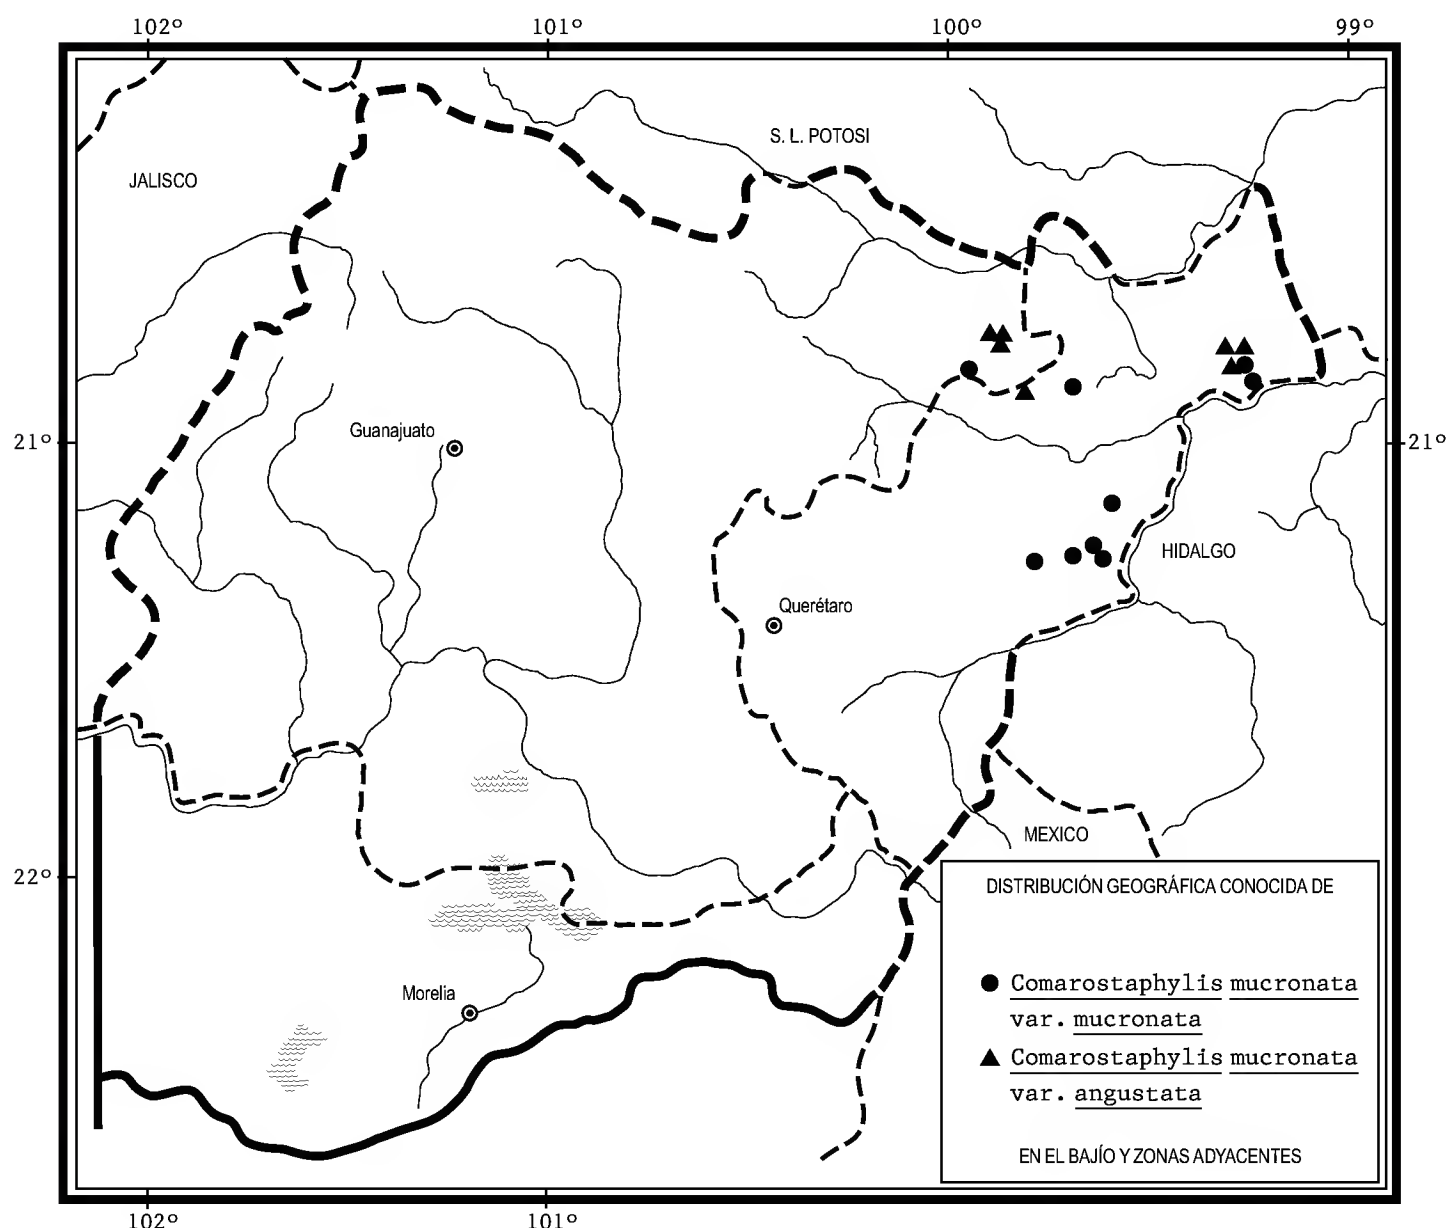 102º 101º 100º 99º
S. L. POTOSI
JALISCO
Guanajuato
21º 21º
HIDALGO
Querétaro
MEXICO
22º
DISTRIBUCIÓN GEOGRÁFICA CONOCIDA DE
Comarostaphylis mucronata
var. mucronata
Comarostaphylis mucronata
var. angustata
EN EL BAJÍO Y ZONAS ADYACENTES
Morelia
102º 101º